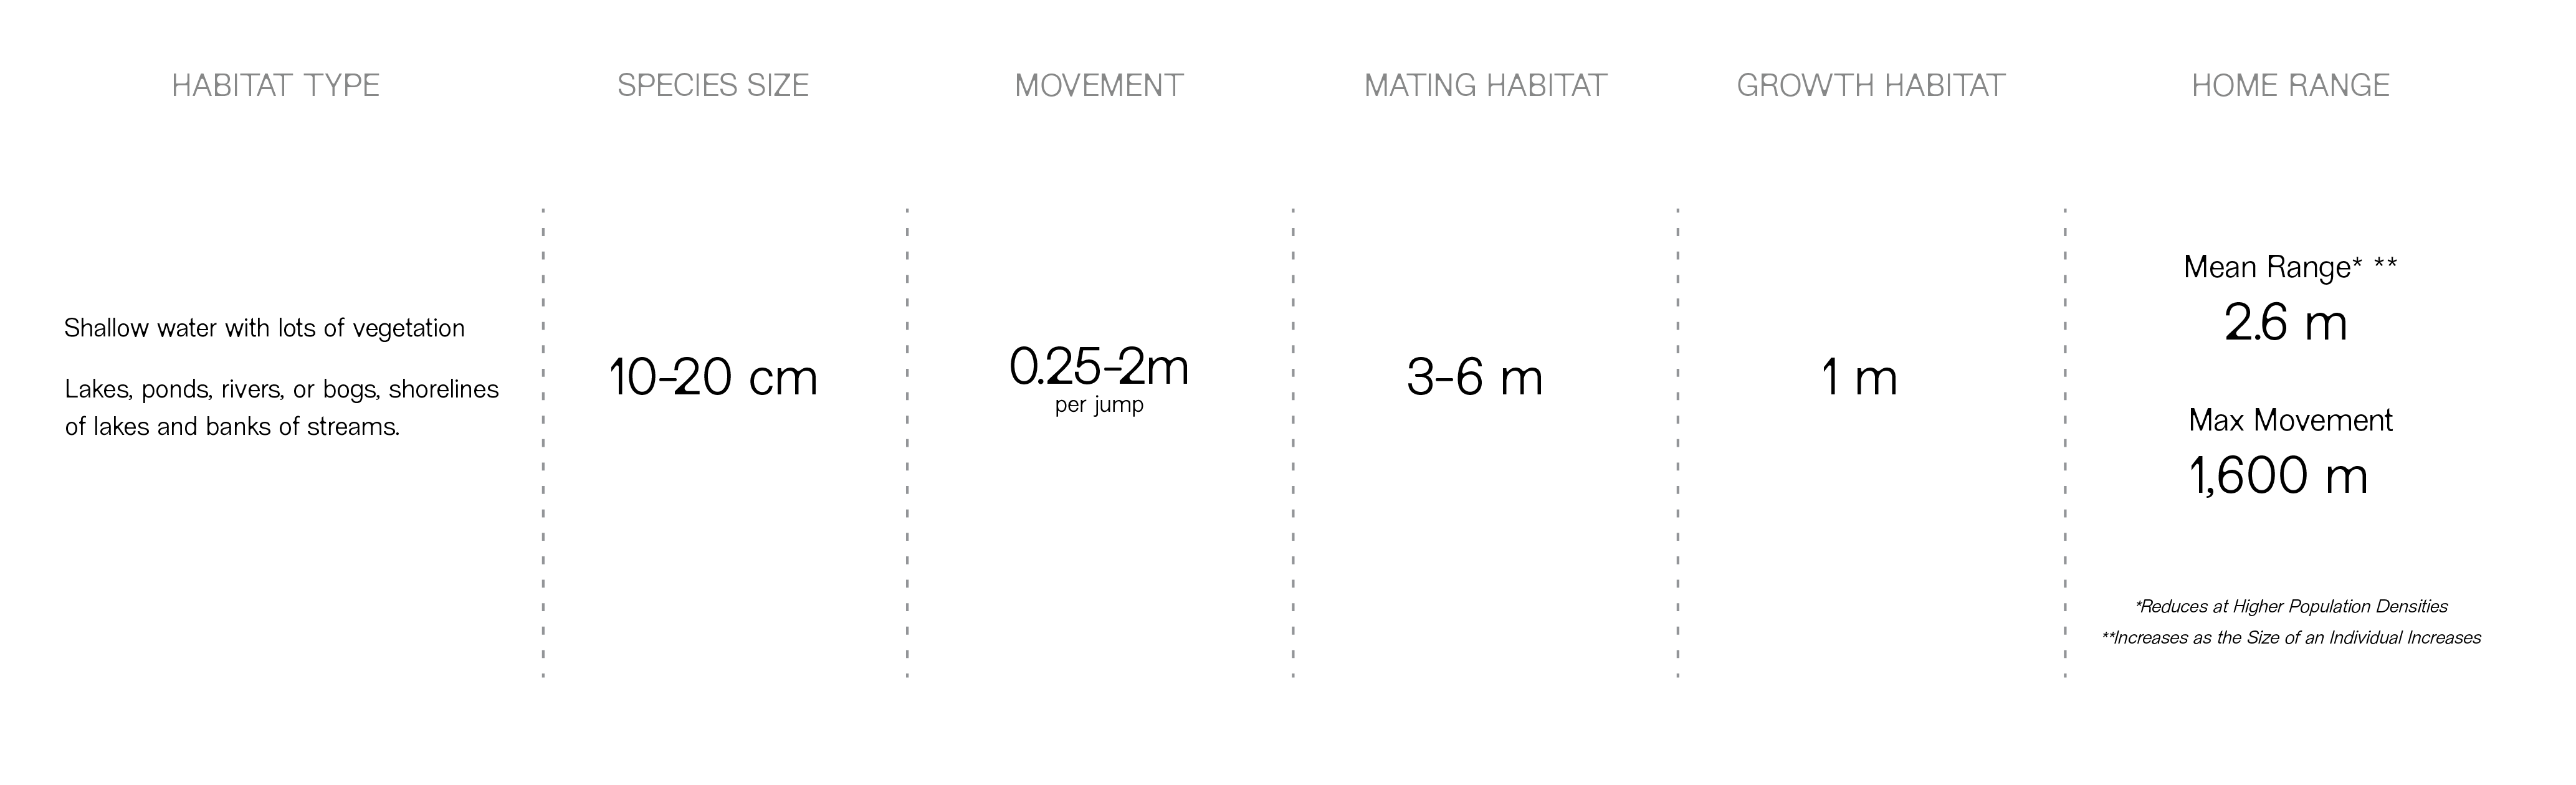 HABITAT TYPE
SPECIES SIZE
MOVEMENT
MATING HABITAT
GROWTH HABITAT
HOME RANGE
Shallow water with lots of vegetation
Lakes, ponds, rivers, or bogs, shorelines
of lakes and banks of streams.
10-20 cm
0.25-2m
per jump
3-6 m
1 m
Mean Range* **
2.6 m
Max Movement
1,600 m
*Reduces at Higher Population Densities
**Increases as the Size of an Individual Increases